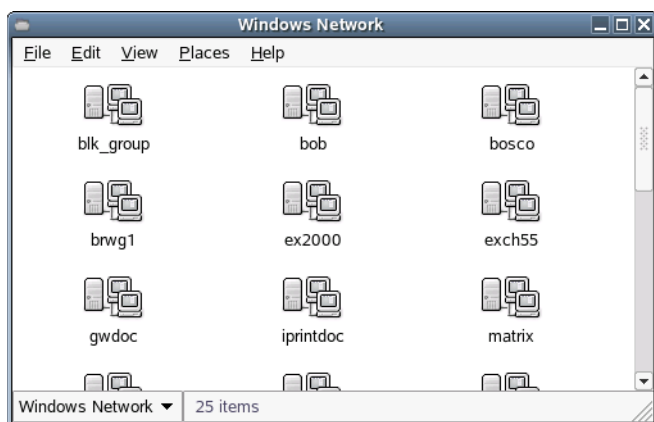 Windows Network
File Edit View Places Help
blk_group bob bosco
brwg1 ex2000 exch55
gwdoc iprintdoc matrix
Windows Network 25 items